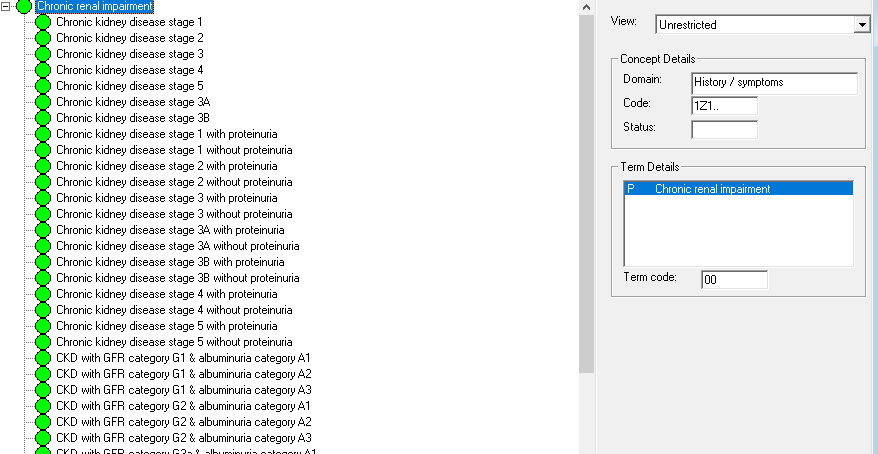 Chronic renal impairment
Chronic kidney disease stage 1
Chronic kidney disease stage 2
Chronic kidney disease stage 3
Chronic kidney disease stage 4
Chronic kidney disease stage 5
Chronic kidney disease stage 3A
Chronic kidney disease stage 3B
Chronic kidney disease stage 1 with proteinuria
Chronic kidney disease stage 1 without proteinuria
Chronic kidney disease stage 2 with proteinuria
Chronic kidney disease stage 2 without proteinuria
Chronic kidney disease stage 3 with proteinuria
Chronic kidney disease stage 3 without proteinuria
Chronic kidney disease stage 3A with proteinuria
Chronic kidney disease stage 3A without proteinuria
Chronic kidney disease stage 3B with proteinuria
Chronic kidney disease stage 3B without proteinuria
Chronic kidney disease stage 4 with proteinuria
Chronic kidney disease stage 4 without proteinuria
Chronic kidney disease stage 5 with proteinuria
Chronic kidney disease stage 5 without proteinuria
CKD with GFR category G1 & albuminuria category A1
CKD with GFR category G1 & albuminuria category A2
CKD with GFR category G1 & albuminuria category A3
CKD with GFR category G2 & albuminuria category A1
CKD with GFR category G2 & albuminuria category A2
CKD with GFR category G2 & albuminuria category A3
CKD with GFR category G3a & albuminuria category A1
View: Unrestricted
Concept Details
Domain: History / symptoms
Code: 1Z1..
Status:
Term Details
P Chronic renal impairment
Term code: 00